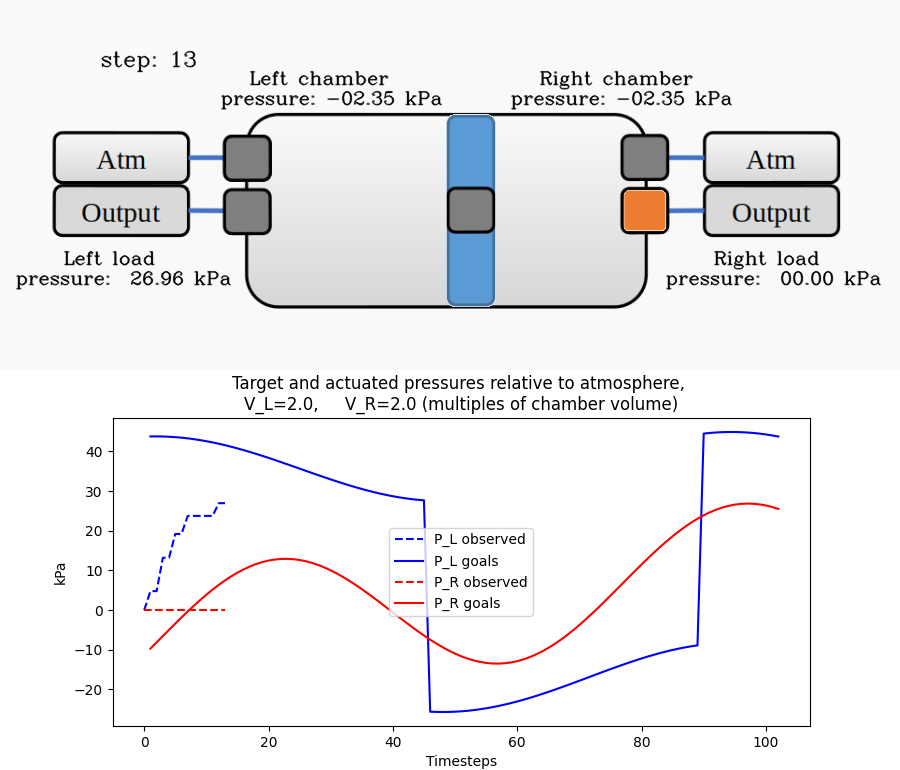 step: 13
Left chamber
pressure: −02.35 kPa
Right chamber
pressure: −02.35 kPa
Atm
Output
Atm
Output
Left load
pressure: 26.96 kPa
Right load
pressure: 00.00 kPa
Target and actuated pressures relative to atmosphere,
V_L=2.0, V_R=2.0 (multiples of chamber volume)
kPa
40
30
20
10
0
−10
−20
P_L observed
P_L goals
P_R observed
P_R goals
0 20 40 60 80 100
Timesteps